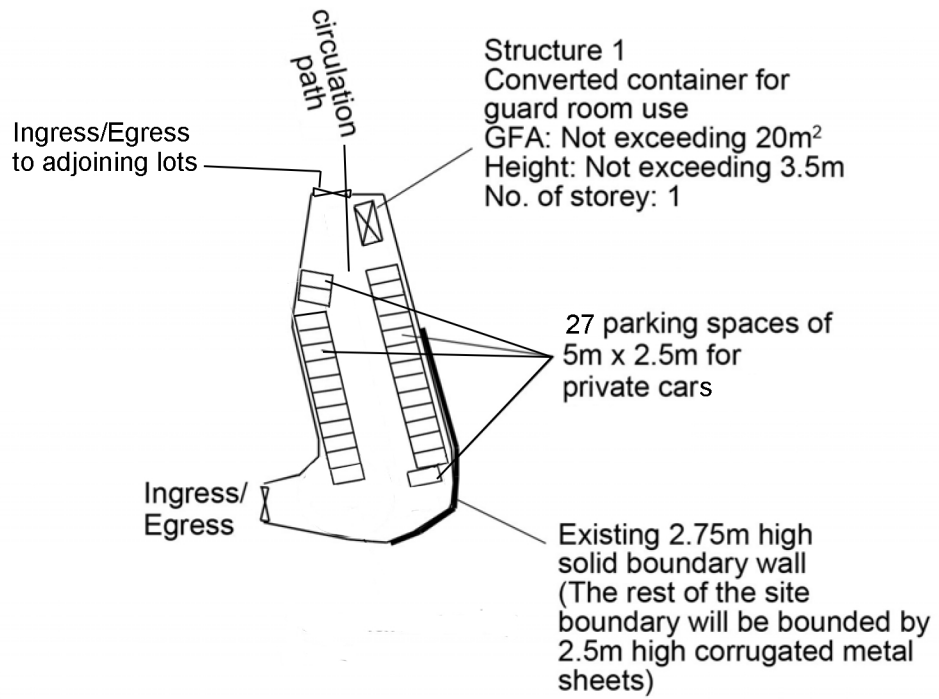 circulation
path
Ingress/Egress
to adjoining lots
Structure 1
Converted container for
guard room use
GFA: Not exceeding 20m²
Height: Not exceeding 3.5m
No. of storey: 1
27 parking spaces of
5m x 2.5m for
private cars
Ingress/
Egress
Existing 2.75m high
solid boundary wall
(The rest of the site
boundary will be bounded by
2.5m high corrugated metal
sheets)